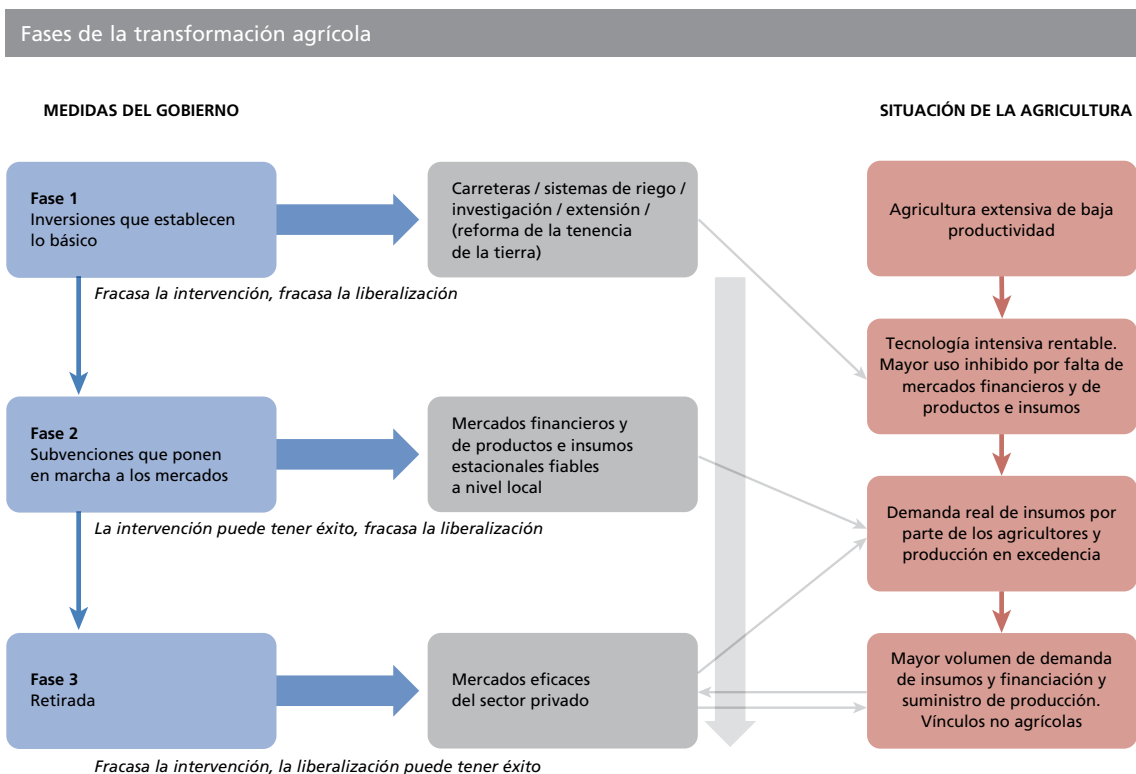 Fases de la transformación agrícola
MEDIDAS DEL GOBIERNO
SITUACIÓN DE LA AGRICULTURA
Fase 1
Inversiones que establecen
lo básico
Carreteras / sistemas de riego /
investigación / extensión /
(reforma de la tenencia
de la tierra)
Agricultura extensiva de baja
productividad
Fracasa la intervención, fracasa la liberalización
Tecnología intensiva rentable.
Mayor uso inhibido por falta de
mercados financieros y de
productos e insumos
Fase 2
Subvenciones que ponen
en marcha a los mercados
Mercados financieros y
de productos e insumos
estacionales fiables
a nivel local
Demanda real de insumos por
parte de los agricultores y
producción en excedencia
La intervención puede tener éxito, fracasa la liberalización
Fase 3
Retirada
Mercados eficaces
del sector privado
Mayor volumen de demanda
de insumos y financiación y
suministro de producción.
Vínculos no agrícolas
Fracasa la intervención, la liberalización puede tener éxito